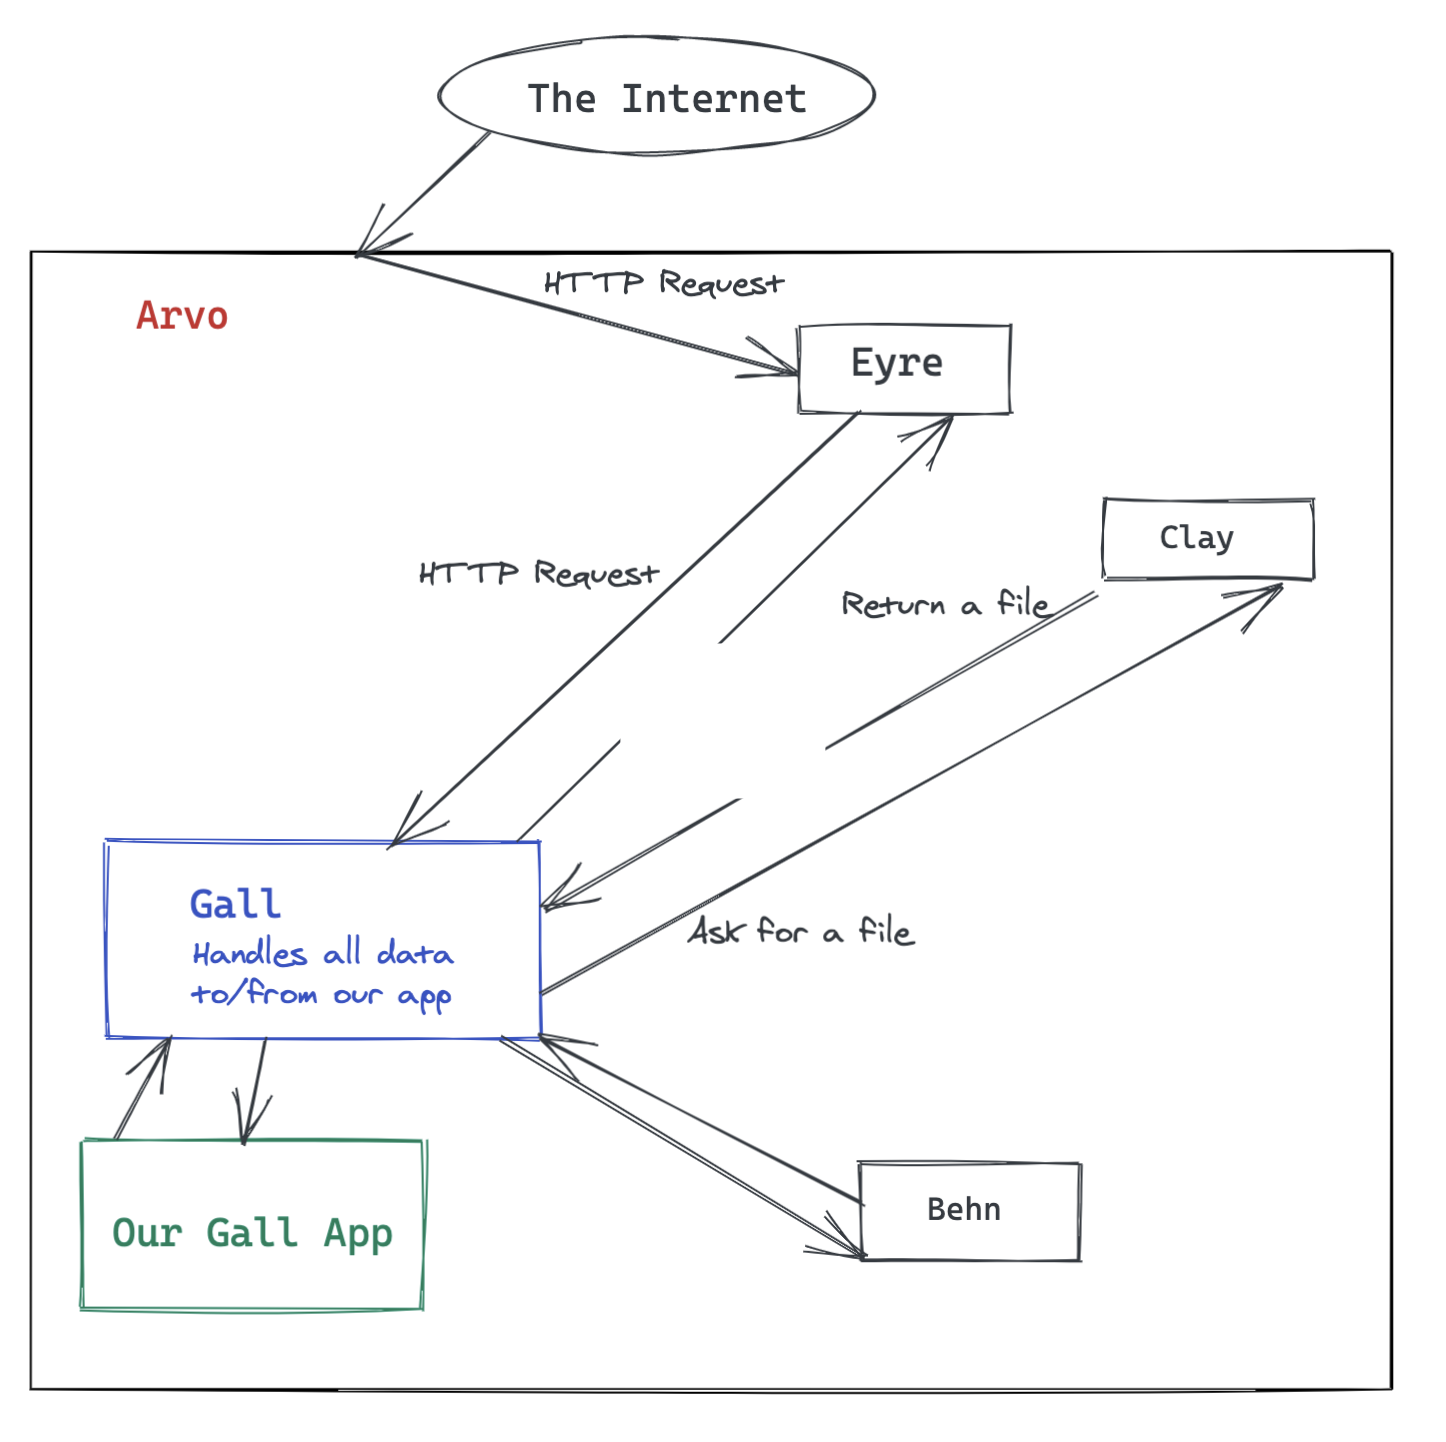 The Internet
HTTP Request
Arvo
Eyre
Clay
HTTP Request
Return a file
Gall
Handles all data
to/from our app
Ask for a file
Behn
Our Gall App